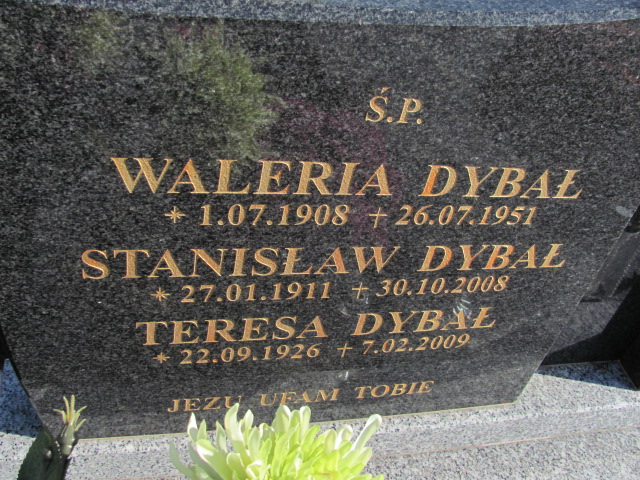 Ś.P.
WALERIA DYBAŁ
* 1.07.1908 + 26.07.1951
STANISŁAW DYBAŁ
* 27.01.1911 + 30.10.2008
TERESA DYBAŁ
* 22.09.1926 + 7.02.2009
JEZU UFAM TOBIE